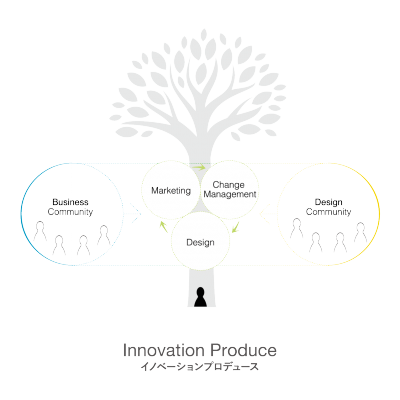 Business
Community
Marketing
Change
Management
Design
Design
Community
Innovation Produce
イノベーションプロデュース